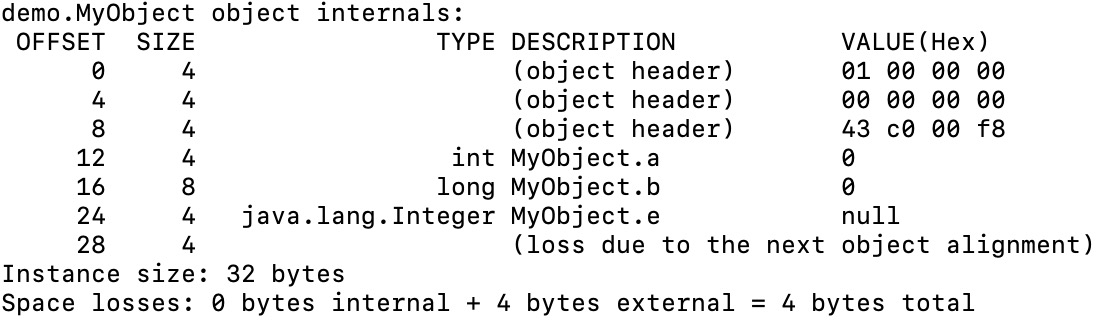 demo.MyObject object internals:
OFFSET SIZE TYPE DESCRIPTION VALUE(Hex)
0 4 (object header) 01 00 00 00
4 4 (object header) 00 00 00 00
8 4 (object header) 43 c0 00 f8
12 4 int MyObject.a 0
16 8 long MyObject.b 0
24 4 java.lang.Integer MyObject.e null
28 4 (loss due to the next object alignment)
Instance size: 32 bytes
Space losses: 0 bytes internal + 4 bytes external = 4 bytes total